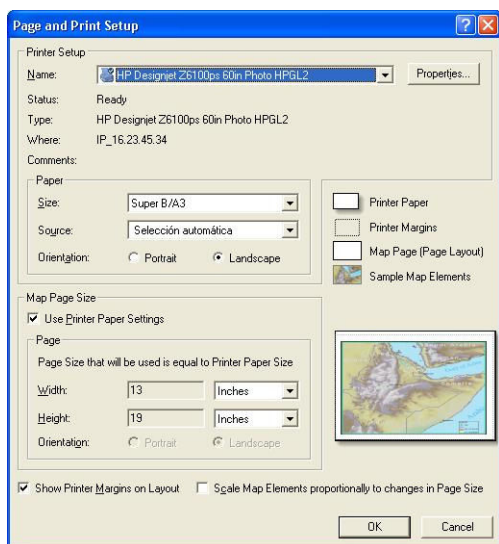 Page and Print Setup
Printer Setup
Name: HP Designjet Z6100ps 60in Photo HPGL2 Properties...
Status: Ready
Type: HP Designjet Z6100ps 60in Photo HPGL2
Where: IP_16.23.45.34
Comments:
Paper
Size: Super B/A3
Source: Selección automática
Orientation: Portrait Landscape
Printer Paper
Printer Margins
Map Page (Page Layout)
Sample Map Elements
Map Page Size
Use Printer Paper Settings
Page
Page Size that will be used is equal to Printer Paper Size
Width: 13 Inches
Height: 19 Inches
Orientation: Portrait Landscape
Show Printer Margins on Layout Scale Map Elements proportionally to changes in Page Size
OK Cancel